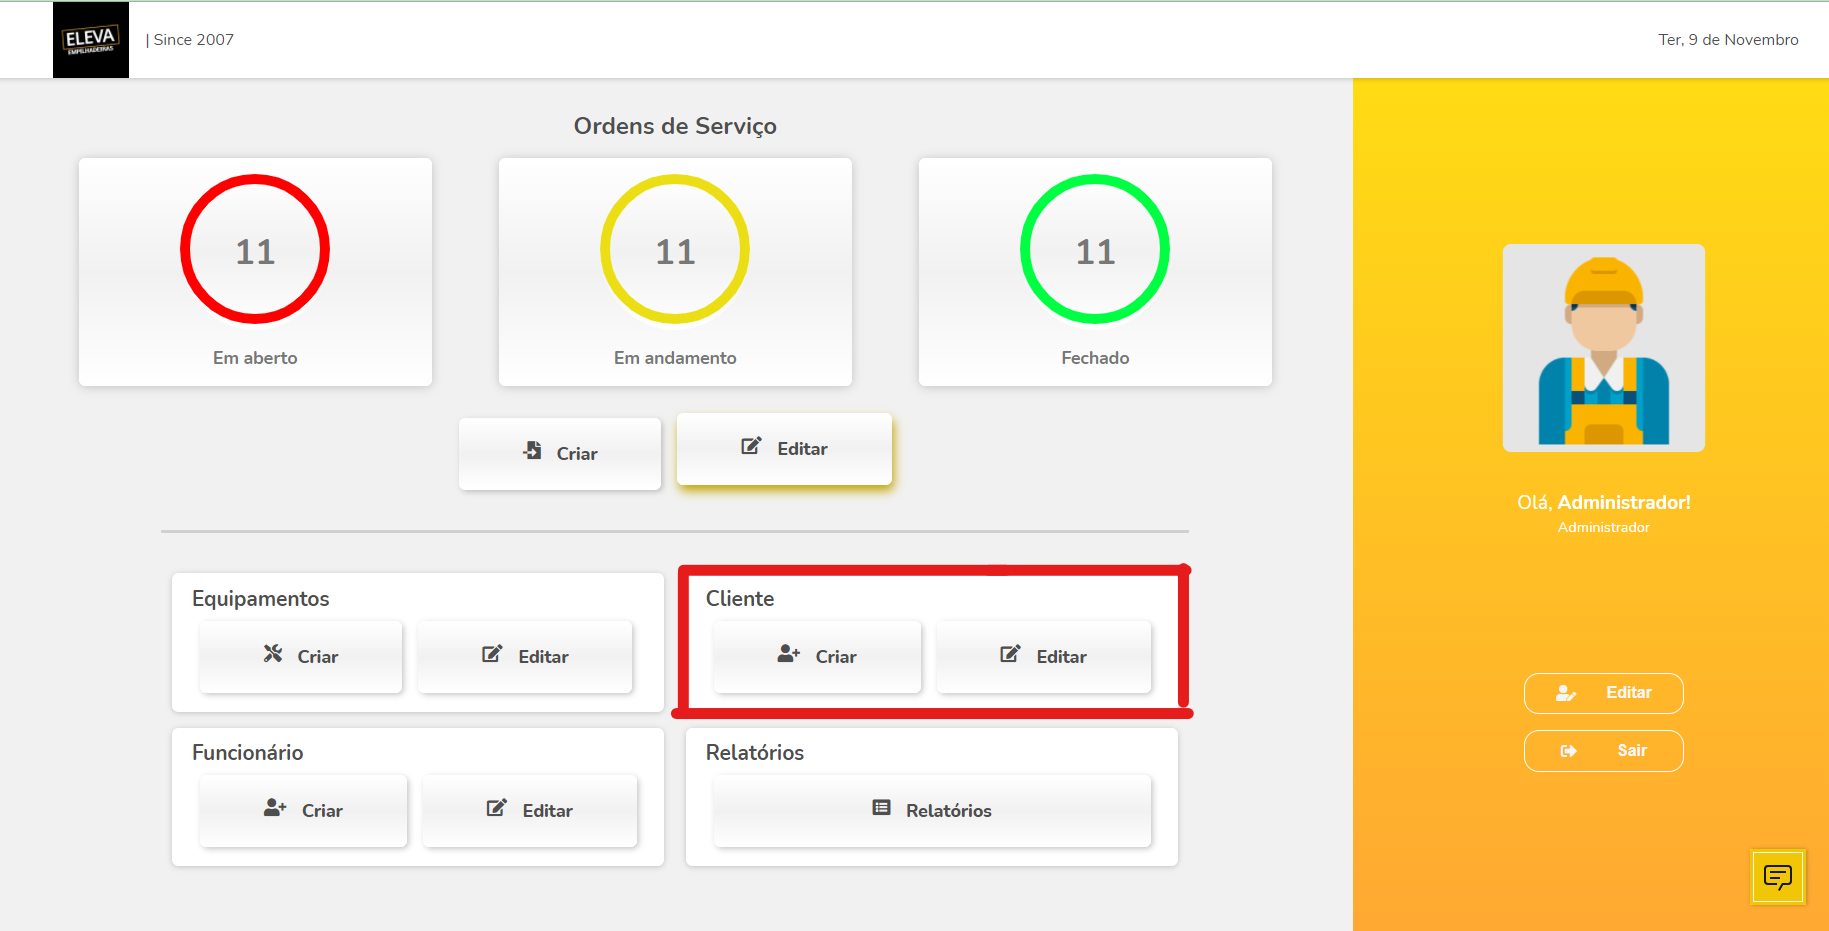 ELEVA
EMPILHADEIRAS
| Since 2007
Ter, 9 de Novembro
Ordens de Serviço
11
11
11
Em aberto
Em andamento
Fechado
Criar
Editar
Equipamentos
Criar
Editar
Cliente
Criar
Editar
Funcionário
Criar
Editar
Relatórios
Relatórios
Olá, Administrador!
Administrador
Editar
Sair